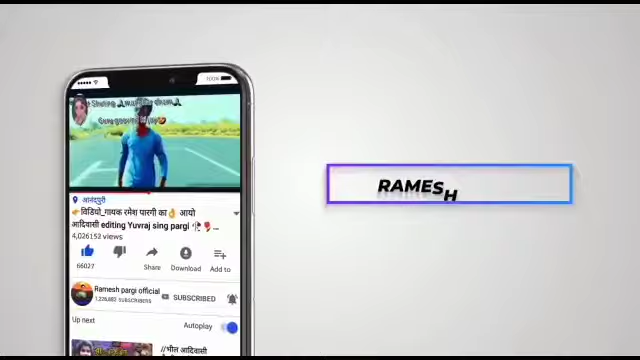 100%
आनंदपुरी
👉विडियो_गायक रमेश पारगी का👌 आयो
आदिवासी editing Yuvraj sing pargi
4,026152 views
66027
Share
Download
Add to
Ramesh pargi official
SUBSCRIBED
Up next
Autoplay
//भील आदिवासी
RAMESH